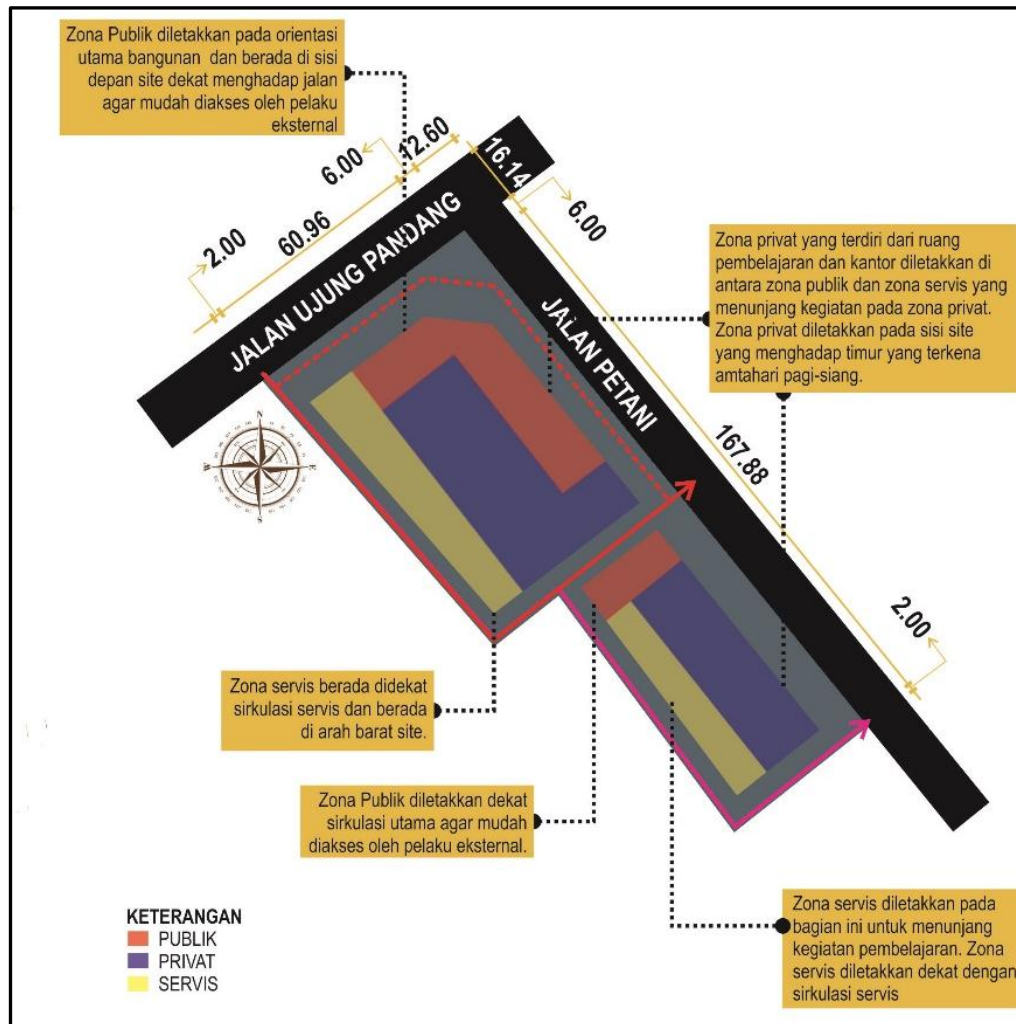 Zona Publik diletakkan pada orientasi
utama bangunan dan berada di sisi
depan site dekat menghadap jalan
agar mudah diakses oleh pelaku
eksternal
2.00
60.96
6.00
12.60
16.14
6.00
JALAN UJUNG PANDANG
JALAN PETANI
167.88
2.00
Zona privat yang terdiri dari ruang
pembelajaran dan kantor diletakkan di
antara zona publik dan zona servis yang
menunjang kegiatan pada zona privat.
Zona privat diletakkan pada sisi site
yang menghadap timur yang terkena
amtahari pagi-siang.
N
W
E
S
Zona servis berada didekat
sirkulasi servis dan berada
di arah barat site.
Zona Publik diletakkan dekat
sirkulasi utama agar mudah
diakses oleh pelaku eksternal.
Zona servis diletakkan pada
bagian ini untuk menunjang
kegiatan pembelajaran. Zona
servis diletakkan dekat dengan
sirkulasi servis
KETERANGAN
PUBLIK
PRIVAT
SERVIS